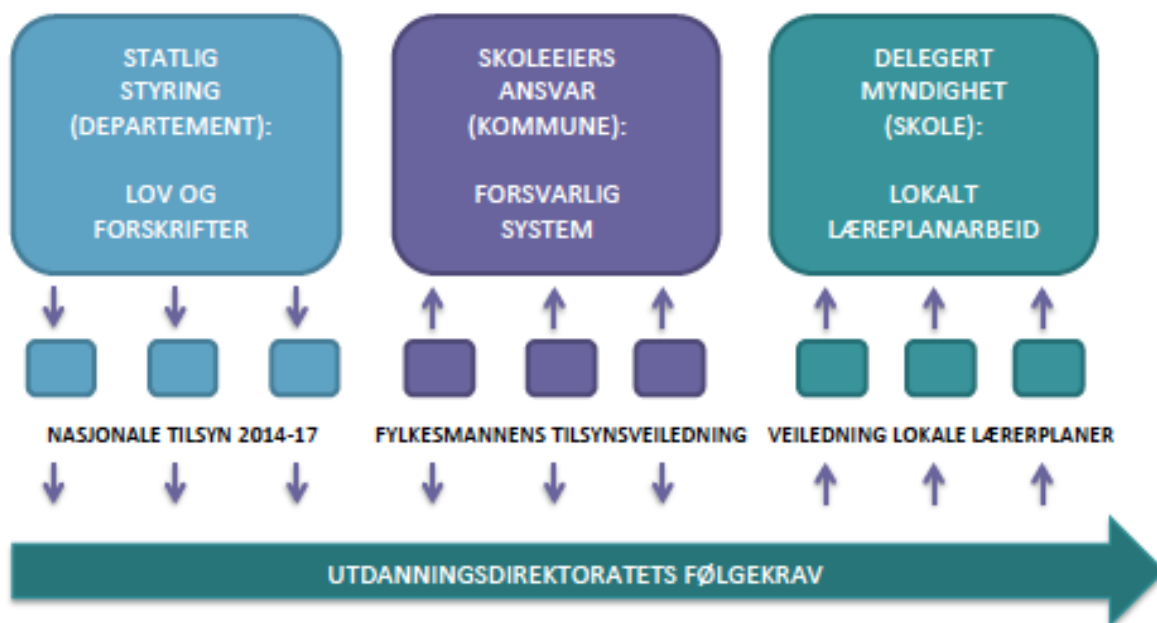 STATLIG
STYRING
(DEPARTEMENT):
LOV OG
FORSKRIFTER
SKOLEEIERS
ANSVAR
(KOMMUNE):
FORSVARLIG
SYSTEM
DELEGERT
MYNDIGHET
(SKOLE):
LOKALT
LÆREPLANARBEID
NASJONALE TILSYN 2014-17
FYLKESMANNENS TILSYNSVEILEDNING
VEILEDNING LOKALE LÆRERPLANER
UTDANNINGSDIREKTORATETS FØLGEKRAV